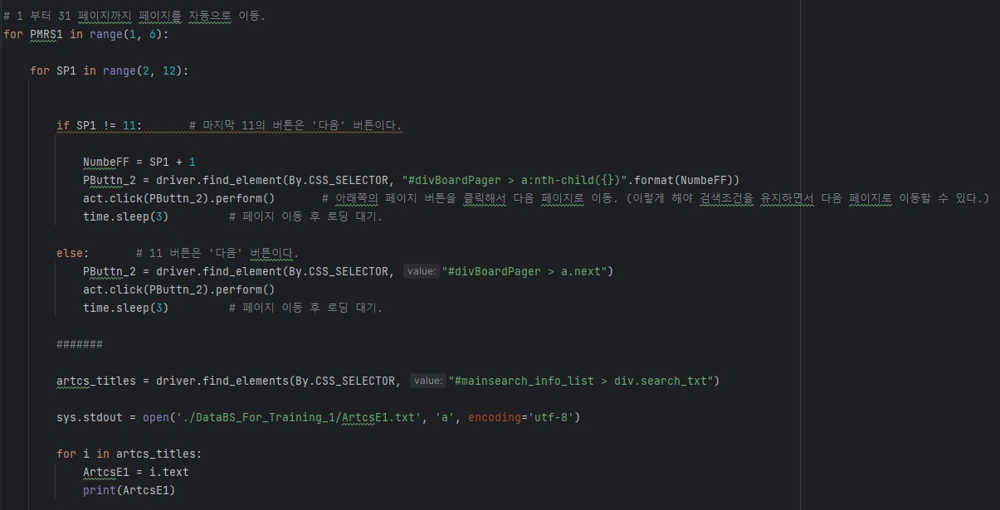 # 1 부터 31 페이지까지 페이지를 자동으로 이동.
for PMRS1 in range(1, 6):
for SP1 in range(2, 12):
if SP1 != 11:       # 마지막 11의 버튼은 '다음' 버튼이다.
NumbeFF = SP1 + 1
PButtn_2 = driver.find_element(By.CSS_SELECTOR, "#divBoardPager > a:nth-child({})".format(NumbeFF))
act.click(PButtn_2).perform()       # 아래쪽의 페이지 버튼을 클릭해서 다음 페이지로 이동. (이렇게 해야 검색조건을 유지하면서 다음 페이지로 이동할 수 있다.)
time.sleep(3)         # 페이지 이동 후 로딩 대기.
else:       # 11 버튼은 '다음' 버튼이다.
PButtn_2 = driver.find_element(By.CSS_SELECTOR, value: "#divBoardPager > a.next")
act.click(PButtn_2).perform()
time.sleep(3)         # 페이지 이동 후 로딩 대기.
#######
artcs_titles = driver.find_elements(By.CSS_SELECTOR, value: "#mainsearch_info_list > div.search_txt")
sys.stdout = open('./DataBS_For_Training_1/ArtcsE1.txt', 'a', encoding='utf-8')
for i in artcs_titles:
ArtcsE1 = i.text
print(ArtcsE1)